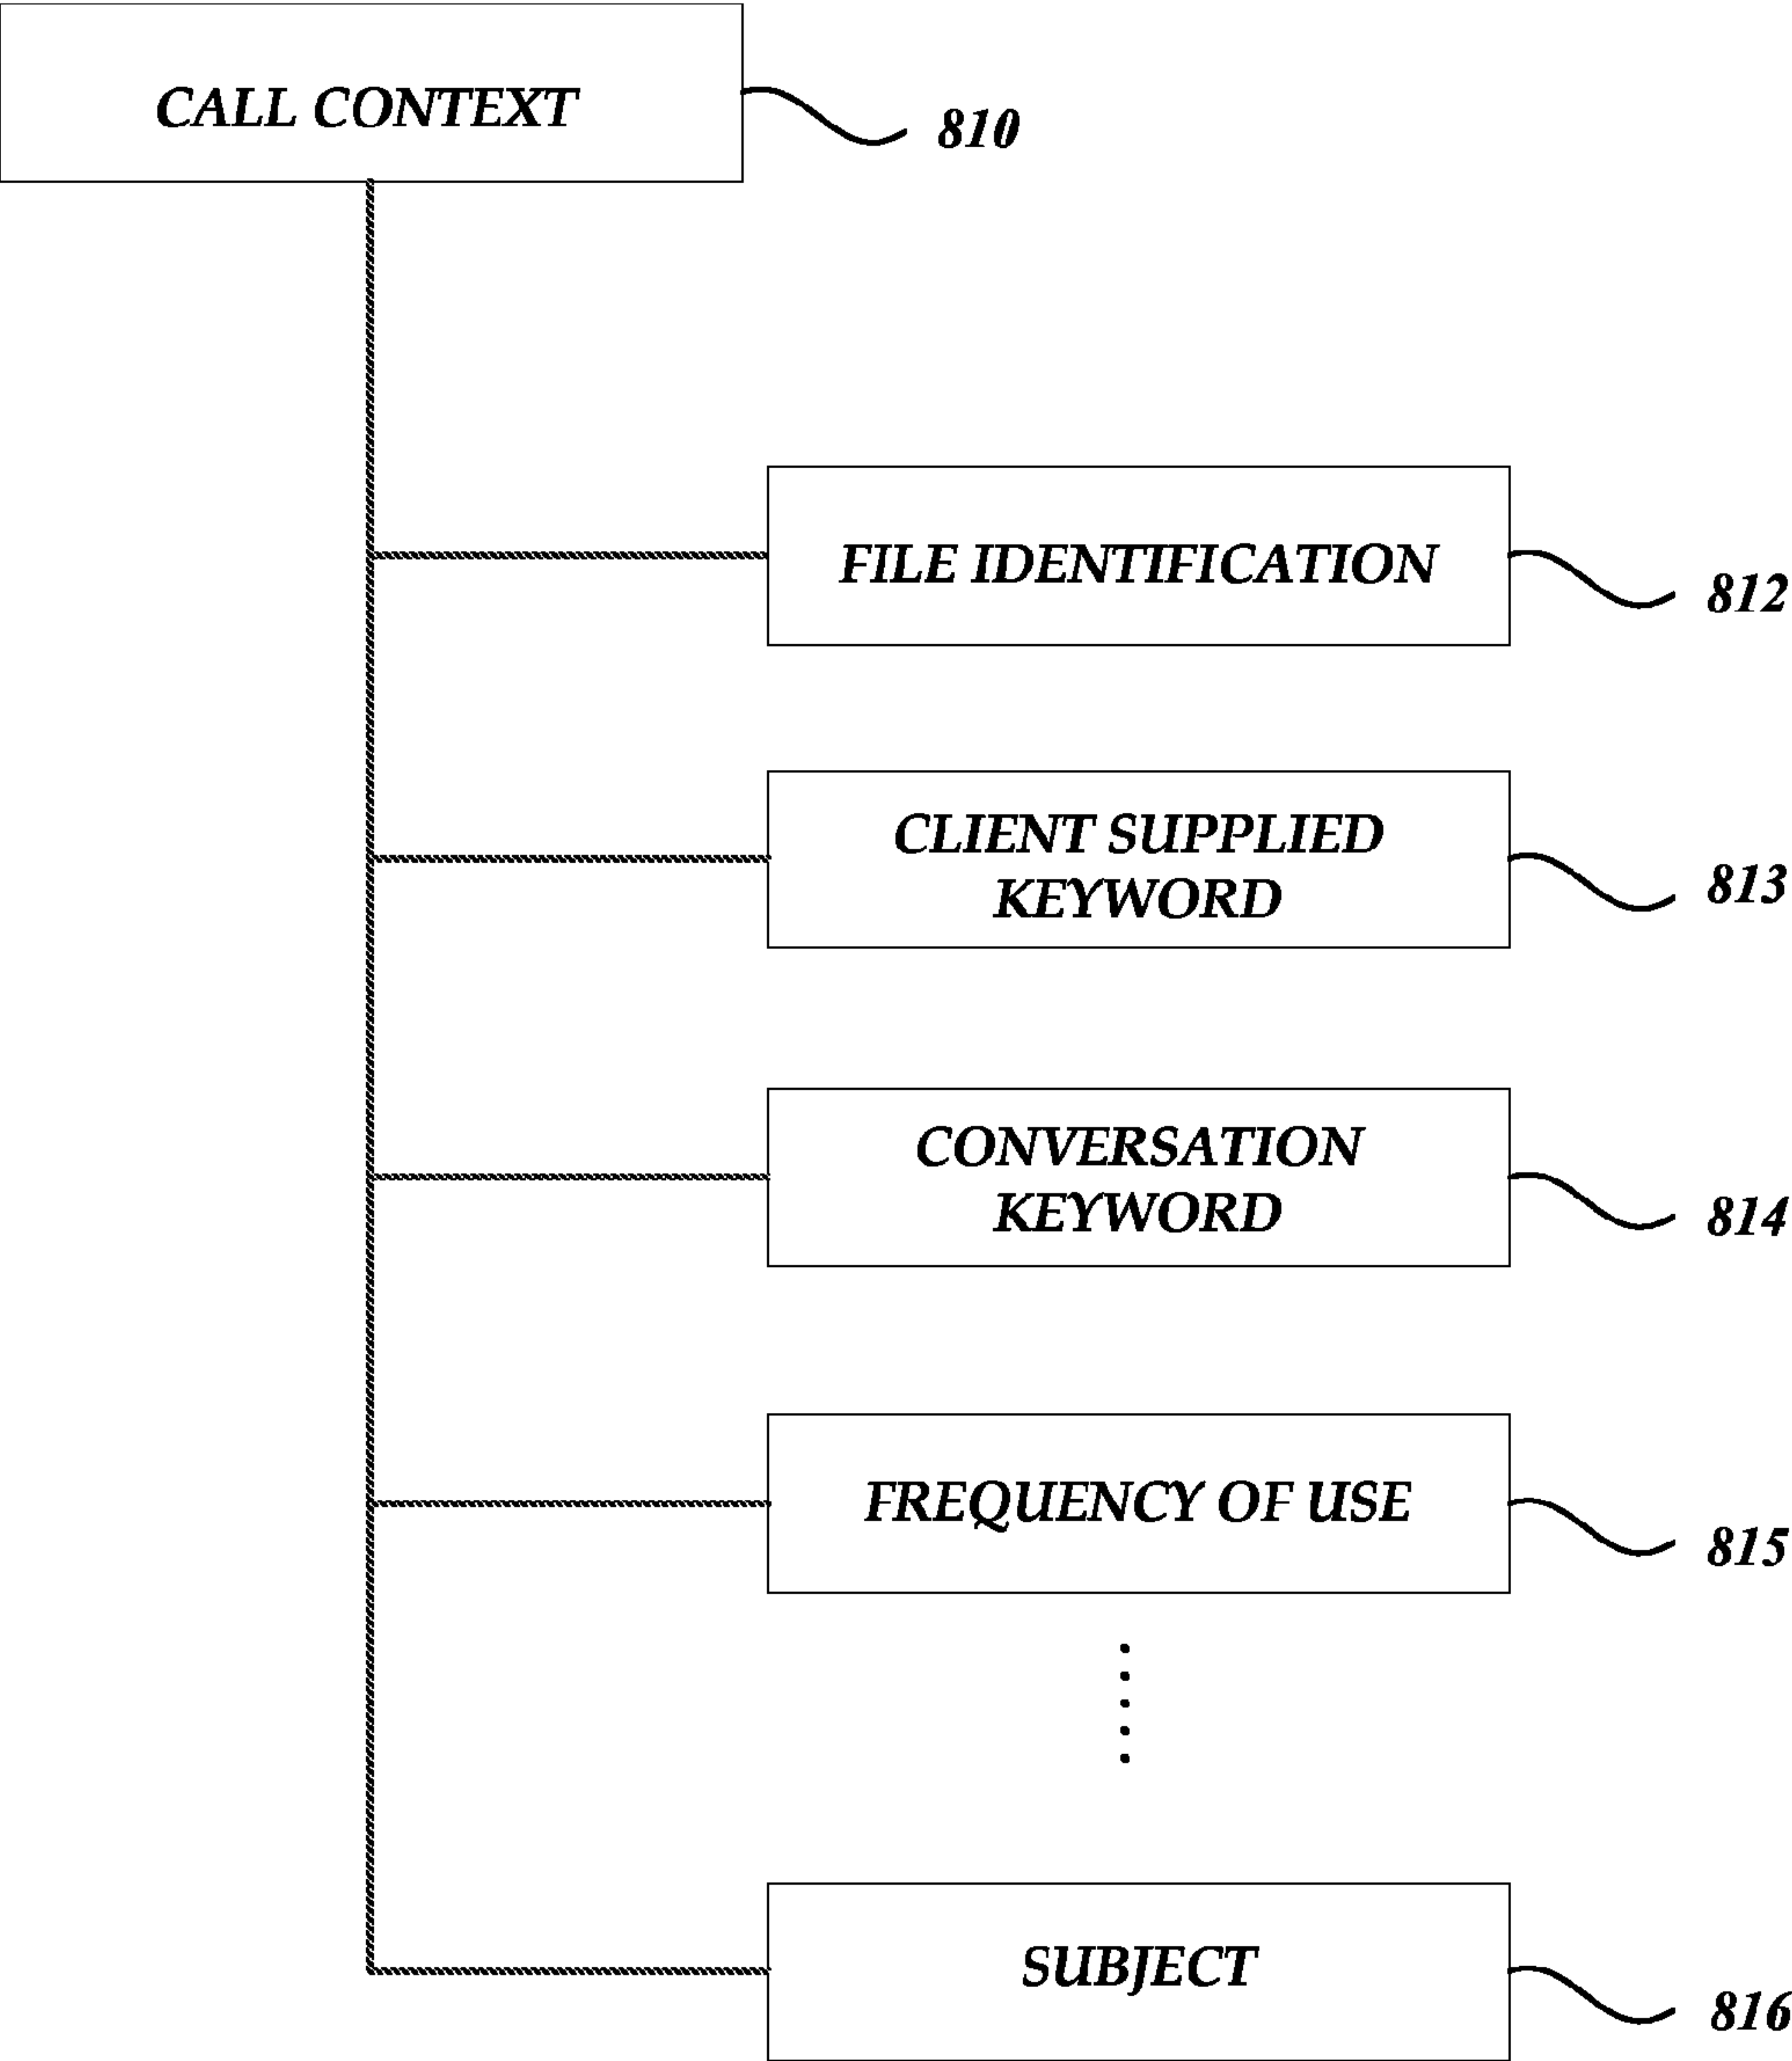 CALL CONTEXT
810
FILE IDENTIFICATION
812
CLIENT SUPPLIED
KEYWORD
813
CONVERSATION
KEYWORD
814
FREQUENCY OF USE
815
SUBJECT
816